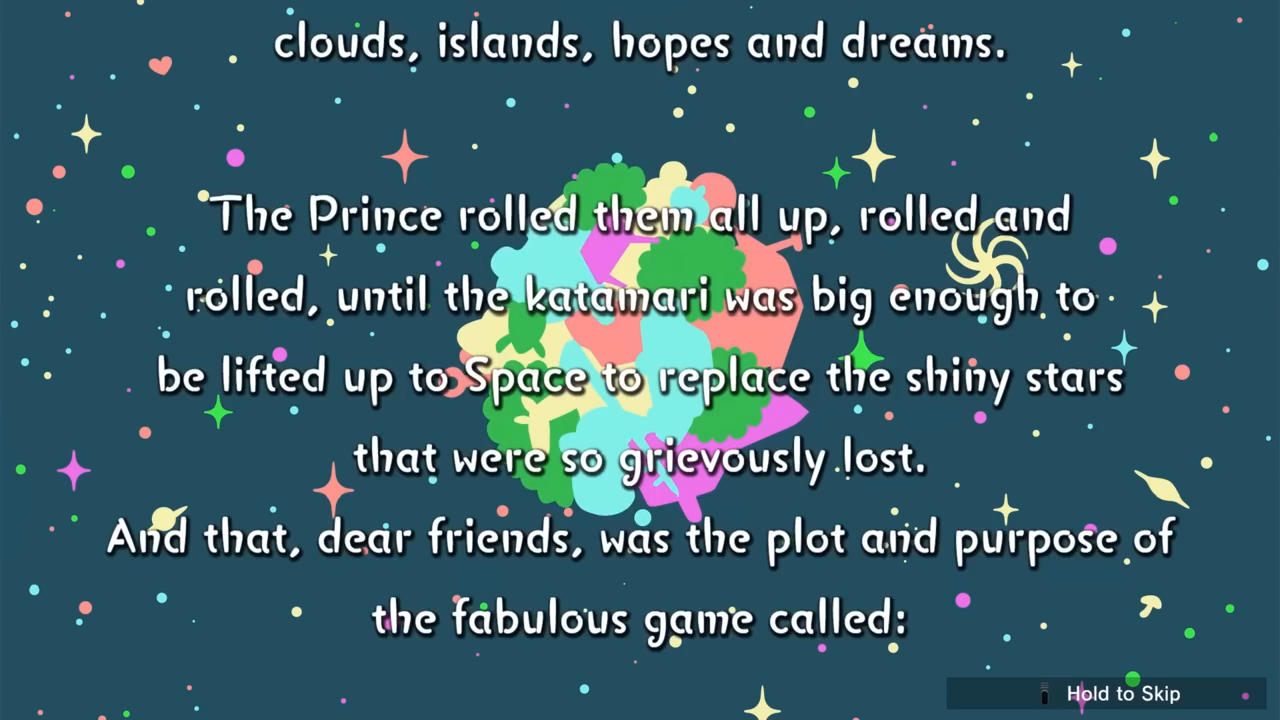 clouds, islands, hopes and dreams.
The Prince rolled them all up, rolled and
rolled, until the katamari was big enough to
be lifted up to Space to replace the shiny stars
that were so grievously lost.
And that, dear friends, was the plot and purpose of
the fabulous game called:
Hold to Skip